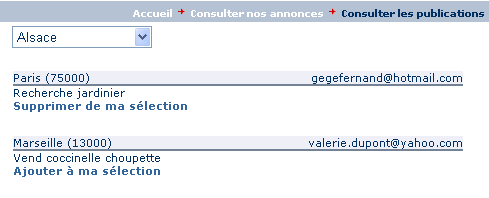 Accueil Consulter nos annonces Consulter les publications
Alsace
Paris (75000) gegefernand@hotmail.com
Recherche jardinier
Supprimer de ma sélection
Marseille (13000) valerie.dupont@yahoo.com
Vend coccinelle choupette
Ajouter à ma sélection